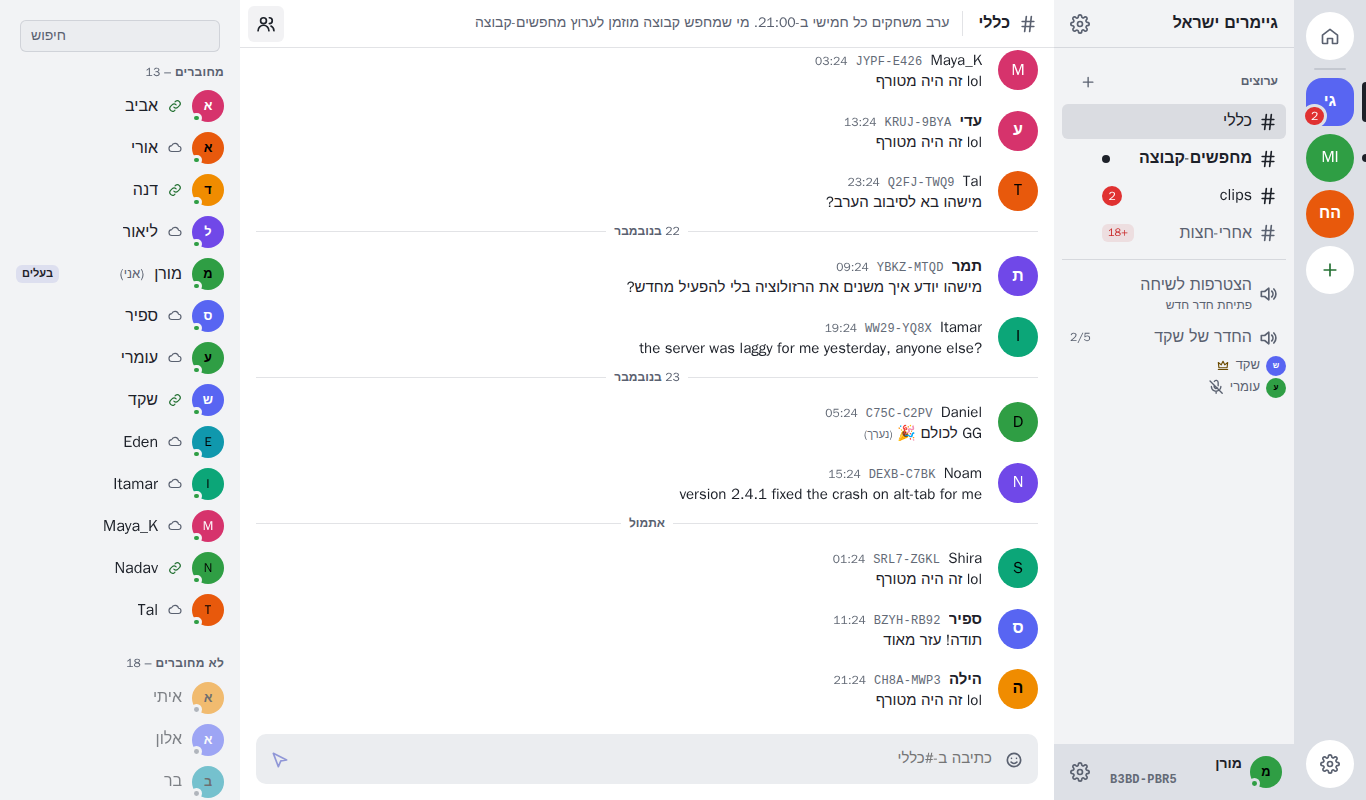 גי
2
MI
הח
גיימרים ישראל
ערוצים
כללי
מחפשים-קבוצה
clips
2
אחרי-חצות
18+
הצטרפות לשיחה
פתיחת חדר חדש
החדר של שקד
2/5
ש
שקד
ע
עומרי
מ
מורן
B3BD-PBR5
כללי
ערב משחקים כל חמישי ב-21:00. מי שמחפש קבוצה מוזמן לערוץ מחפשים-קבוצה
M
Maya_K JYPF-E426 03:24
lol זה היה מטורף
ע
עדי KRUJ-9BYA 13:24
lol זה היה מטורף
T
Tal Q2FJ-TWQ9 23:24
מישהו בא לסיבוב הערב?
22 בנובמבר
ת
תמר YBKZ-MTQD 09:24
מישהו יודע איך משנים את הרזולוציה בלי להפעיל מחדש?
I
Itamar WW29-YQ8X 19:24
the server was laggy for me yesterday, anyone else?
23 בנובמבר
D
Daniel C75C-C2PV 05:24
GG לכולם 🎉 (נערך)
N
Noam DEXB-C7BK 15:24
version 2.4.1 fixed the crash on alt-tab for me
אתמול
S
Shira SRL7-ZGKL 01:24
lol זה היה מטורף
ס
ספיר BZYH-RB92 11:24
תודה! עזר מאוד
ה
הילה CH8A-MWP3 21:24
lol זה היה מטורף
כתיבה ב-#כללי
חיפוש
מחוברים – 13
א
אביב
א
אורי
ד
דנה
ל
ליאור
מ
מורן (אני) בעלים
ס
ספיר
ע
עומרי
ש
שקד
E
Eden
I
Itamar
M
Maya_K
N
Nadav
T
Tal
לא מחוברים – 18
א
איתי
א
אלון
ב
בר